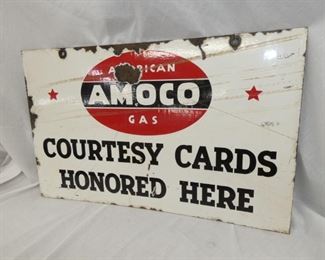 AMERICAN
AMOCO
GAS
COURTESY CARDS
HONORED HERE